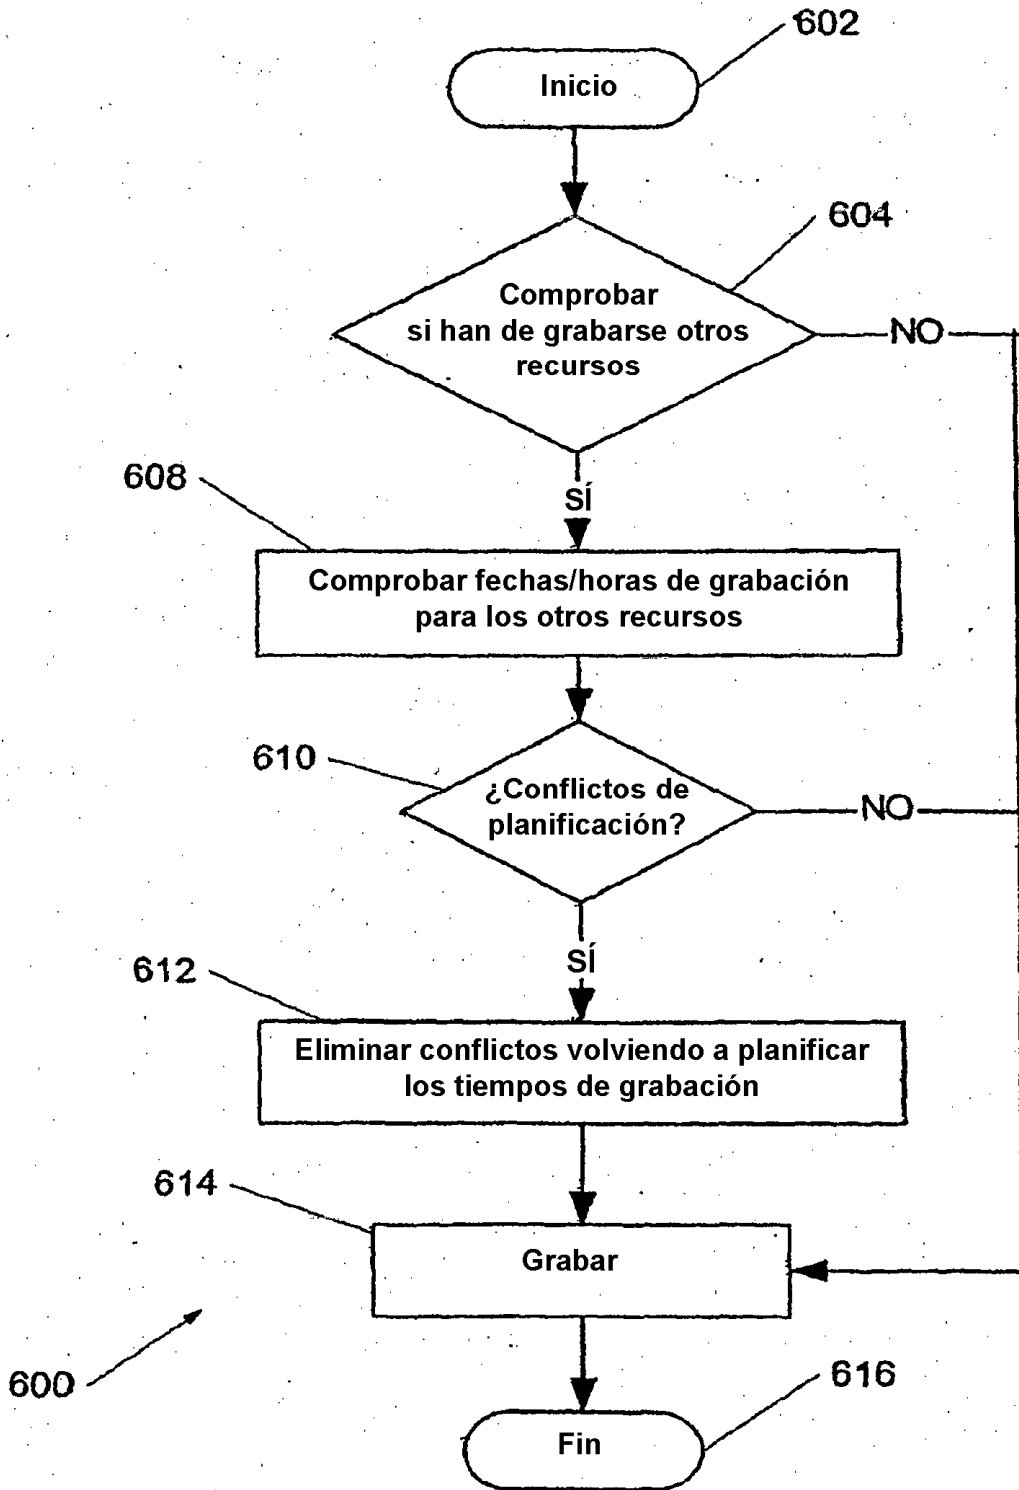 602
Inicio
604
Comprobar
si han de grabarse otros
recursos
NO
SÍ
608
Comprobar fechas/horas de grabación
para los otros recursos
610
¿Conflictos de
planificación?
NO
SÍ
612
Eliminar conflictos volviendo a planificar
los tiempos de grabación
614
Grabar
600
616
Fin